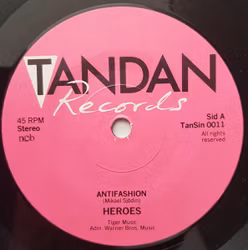 TANDAN
Records
45 RPM
Stereo
ncb
Sid A
TanSin 0011
All rights
reserved
ANTIFASHION
(Mikael Sjödin)
HEROES
Tiger Music,
Adm. Warner Bros. Music